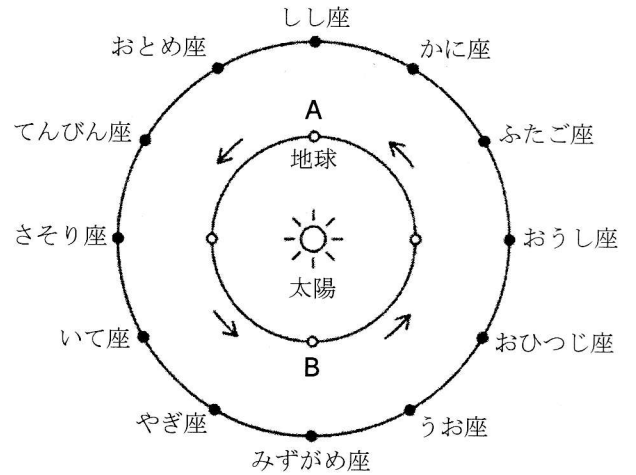 しし座
おとめ座
かに座
A
てんびん座
地球
ふたご座
さそり座
おうし座
太陽
いて座
おひつじ座
B
やぎ座
うお座
みずがめ座